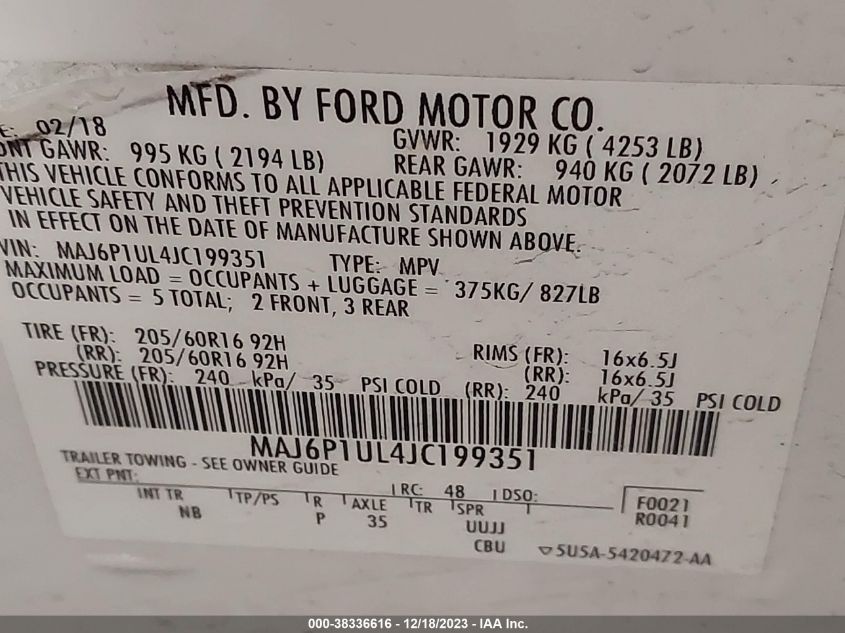 MFD. BY FORD MOTOR CO.
E: 02/18
GVWR: 1929 KG ( 4253 LB)
ONT GAWR: 995 KG ( 2194 LB)
REAR GAWR: 940 KG ( 2072 LB)
THIS VEHICLE CONFORMS TO ALL APPLICABLE FEDERAL MOTOR
VEHICLE SAFETY AND THEFT PREVENTION STANDARDS
IN EFFECT ON THE DATE OF MANUFACTURE SHOWN ABOVE.
VIN: MAJ6P1UL4JC199351 TYPE: MPV
MAXIMUM LOAD = OCCUPANTS + LUGGAGE = 375KG/ 827LB
OCCUPANTS = 5 TOTAL; 2 FRONT, 3 REAR
TIRE (FR): 205/60R16 92H RIMS (FR): 16x6.5J
(RR): 205/60R16 92H (RR): 16x6.5J
PRESSURE (FR): 240 kPa/ 35 PSI COLD (RR): 240 kPa/ 35 PSI COLD
MAJ6P1UL4JC199351
TRAILER TOWING - SEE OWNER GUIDE
EXT PNT: RC: 48 DSO:
INT TR TP/PS R AXLE TR SPR
NB P 35 UUJJ
F0021
R0041
CBU
5U5A-5420472-AA
000-38336616 - 12/18/2023 - IAA Inc.